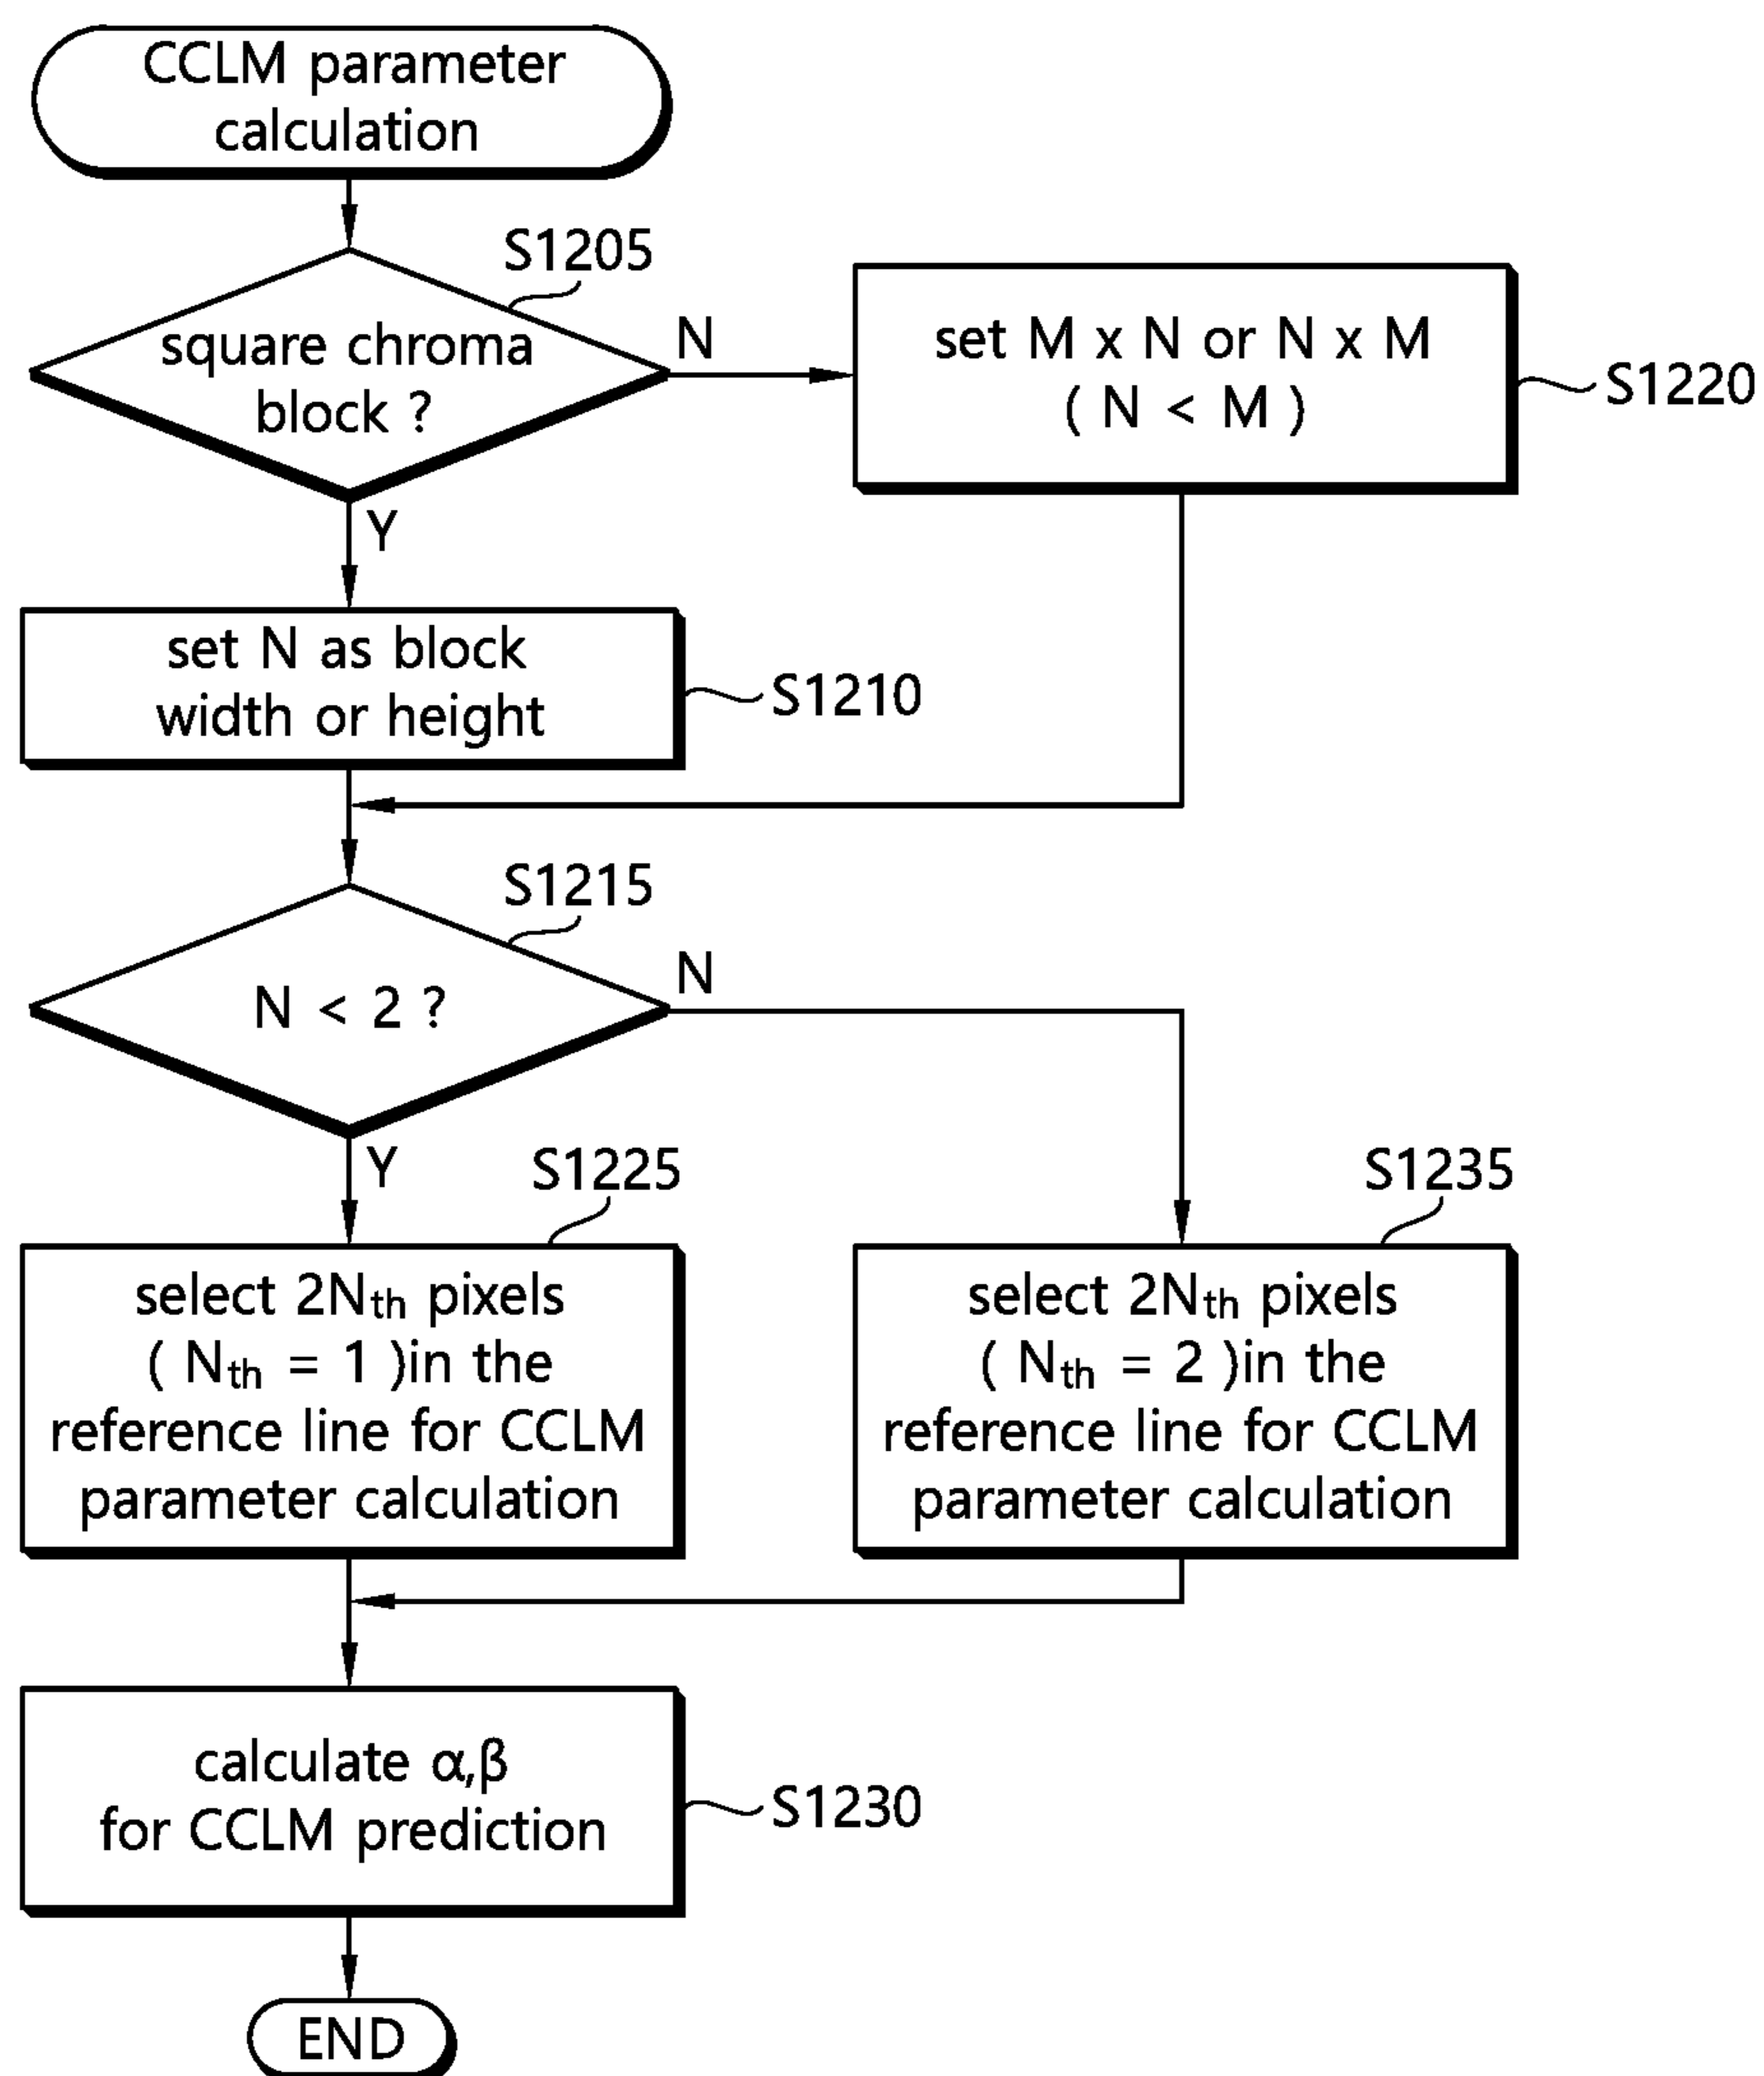 CCLM parameter
calculation
S1205
square chroma
block ?
N
set M x N or N x M
( N < M )
S1220
Y
set N as block
width or height
S1210
S1215
N < 2 ?
N
Y
S1225
select 2Nth pixels
( Nth = 1 )in the
reference line for CCLM
parameter calculation
S1235
select 2Nth pixels
( Nth = 2 )in the
reference line for CCLM
parameter calculation
calculate α,β
for CCLM prediction
S1230
END